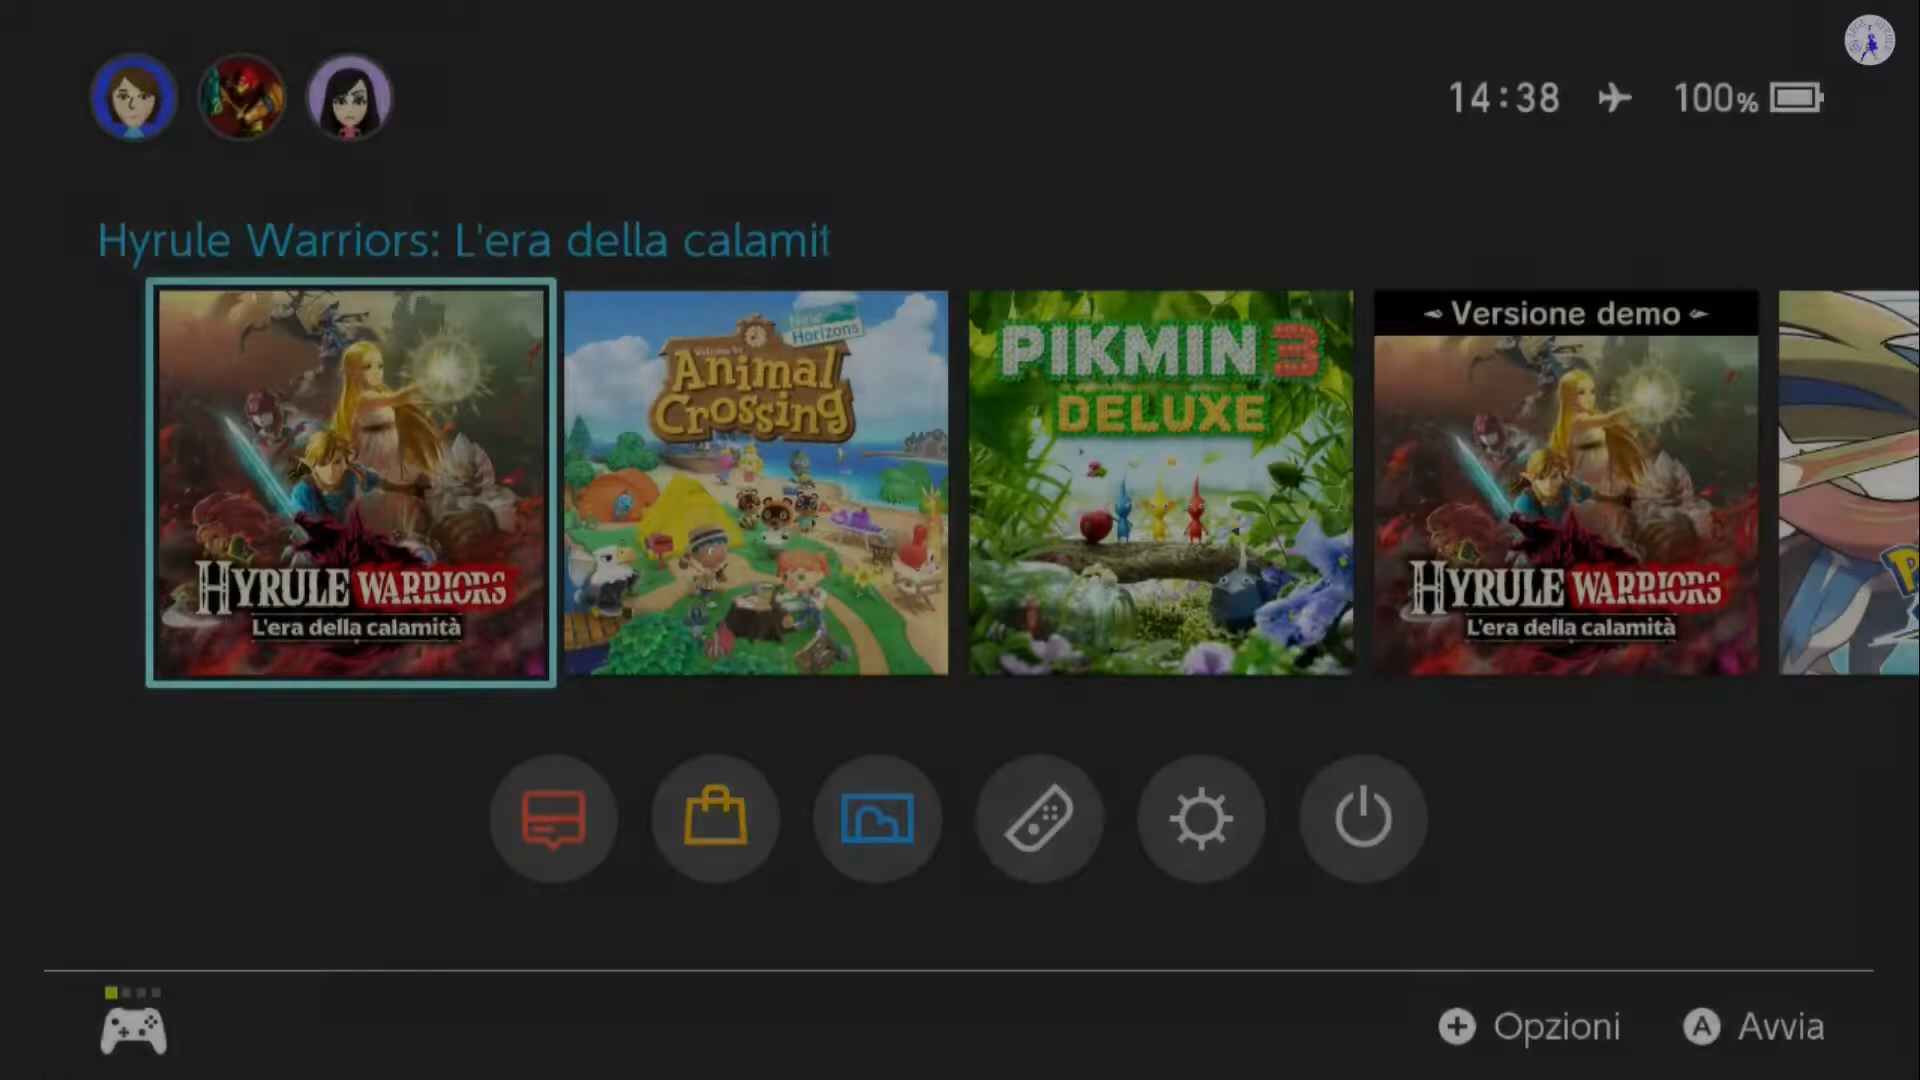 14:38 100%
Hyrule Warriors: L'era della calamit
HYRULE WARRIORS
L'era della calamità
Welcome to
Animal
Crossing
New
Horizons
PIKMIN 3
DELUXE
Versione demo
HYRULE WARRIORS
L'era della calamità
+ Opzioni
A Avvia